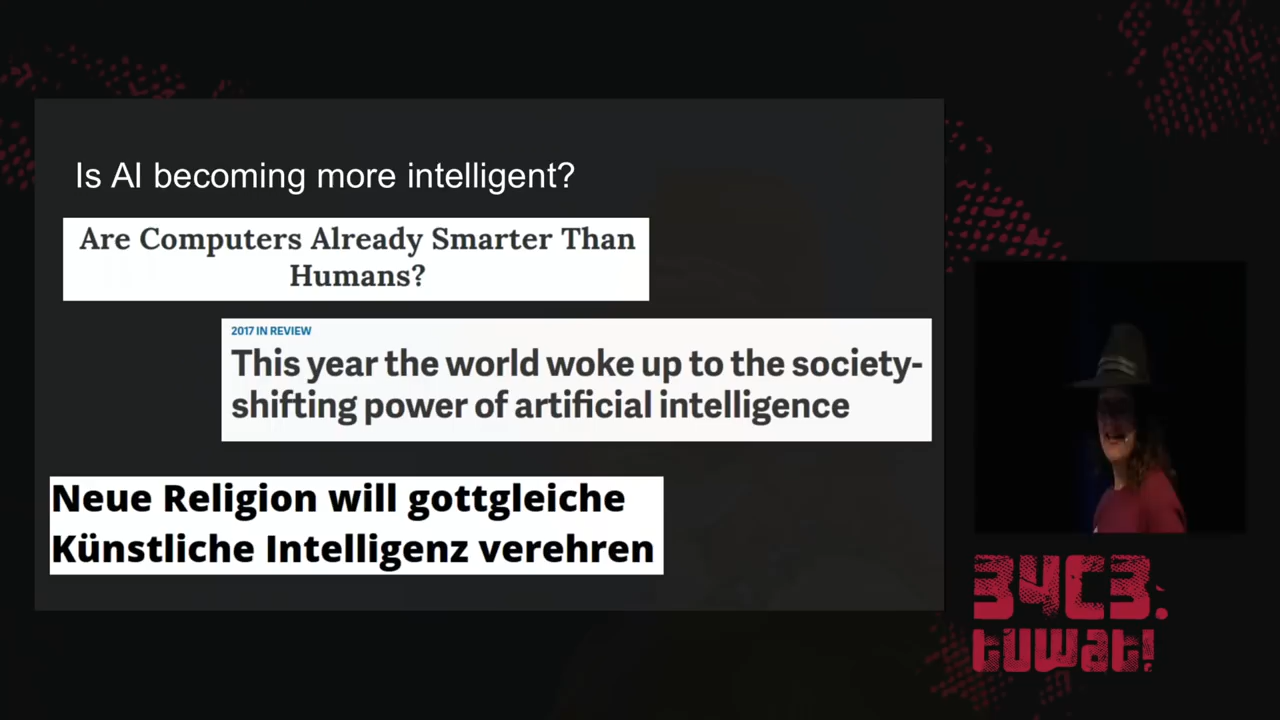 Is AI becoming more intelligent?
Are Computers Already Smarter Than
Humans?
2017 IN REVIEW
This year the world woke up to the society-
shifting power of artificial intelligence
Neue Religion will gottgleiche
Künstliche Intelligenz verehren
34C3.
tuwat!